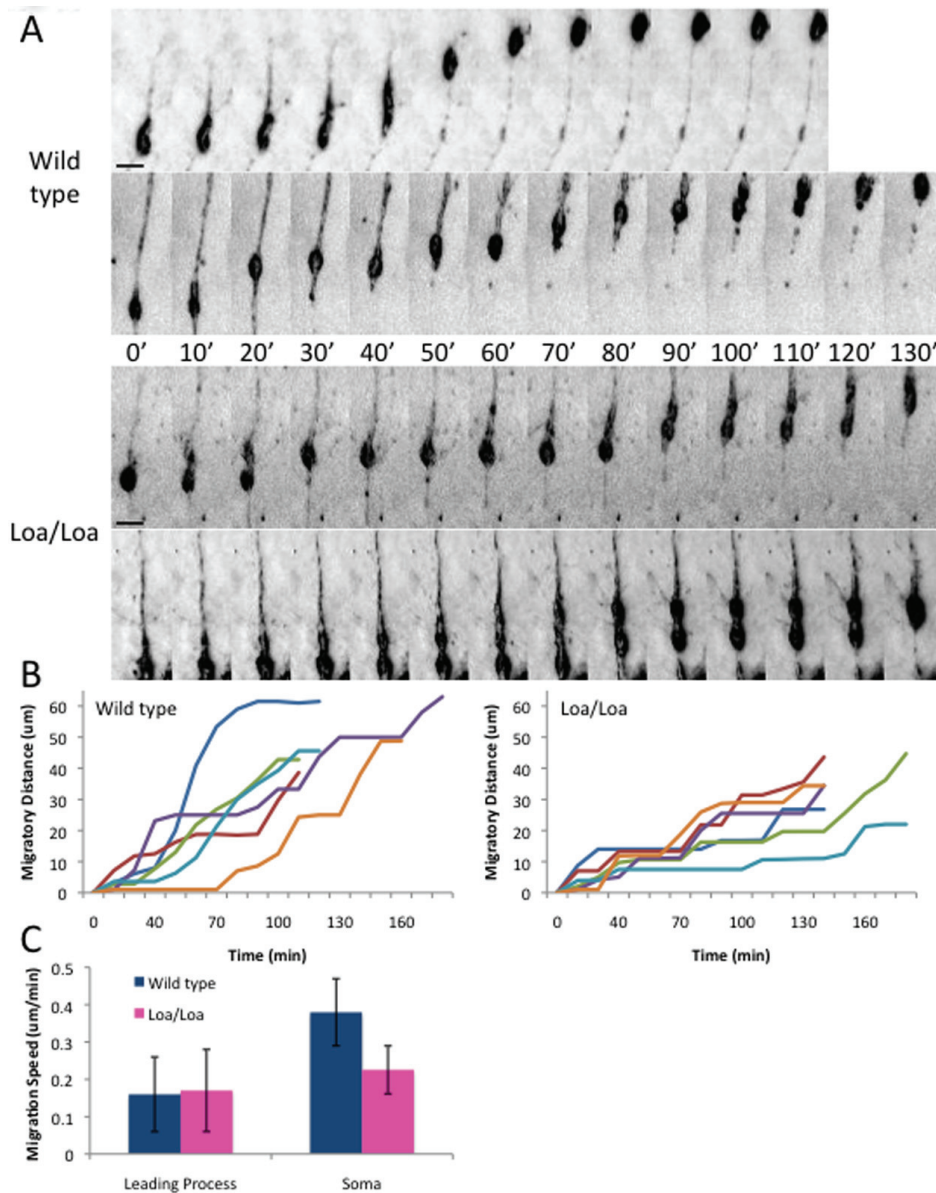 A
Wild
type
0’ 10’ 20’ 30’ 40’ 50’ 60’ 70’ 80’ 90’ 100’ 110’ 120’ 130’
Loa/Loa
B
Wild type
Migratory Distance (um)
60
50
40
30
20
10
0
0 40 70 100 130 160
Time (min)
Loa/Loa
Migratory Distance (um)
60
50
40
30
20
10
0
0 40 70 100 130 160
Time (min)
C
Migration Speed (um/min)
0.5
0.4
0.3
0.2
0.1
0
Wild type
Loa/Loa
Leading Process
Soma